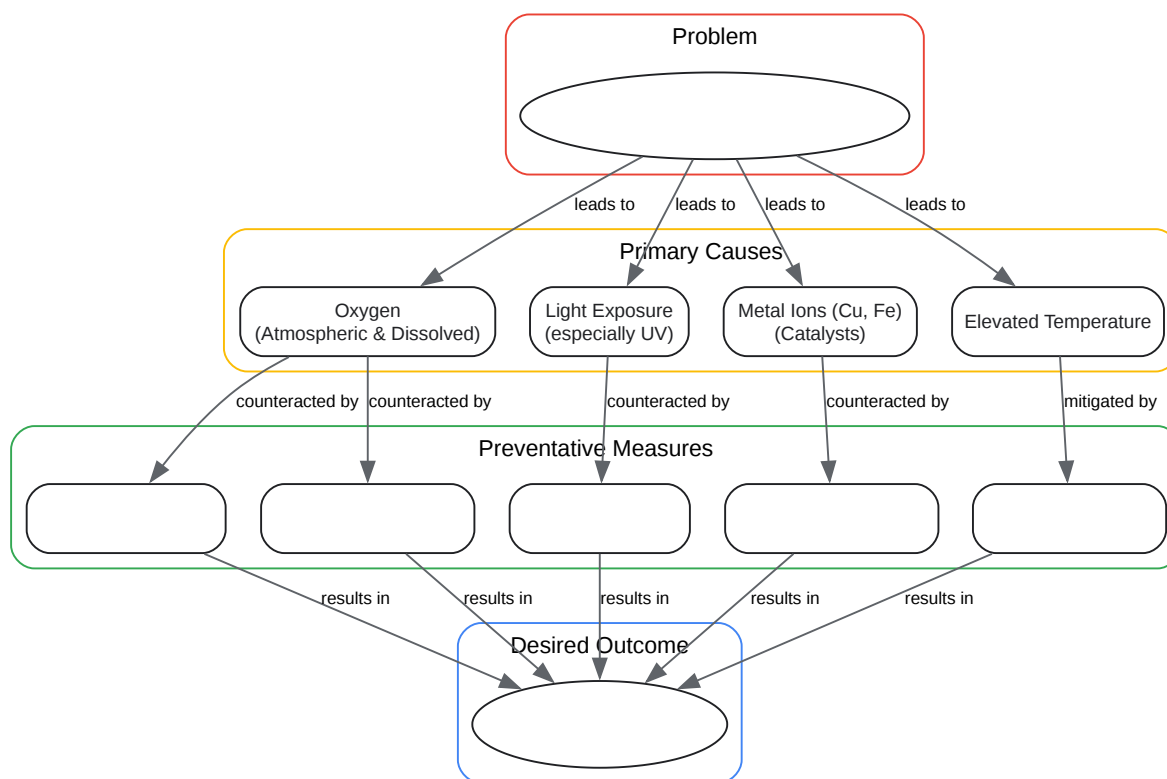 Problem
leads to
leads to
leads to
leads to
Primary Causes
Oxygen
(Atmospheric & Dissolved)
Light Exposure
(especially UV)
Metal Ions (Cu, Fe)
(Catalysts)
Elevated Temperature
counteracted by
counteracted by
counteracted by
counteracted by
mitigated by
Preventative Measures
results in
results in
results in
results in
results in
Desired Outcome